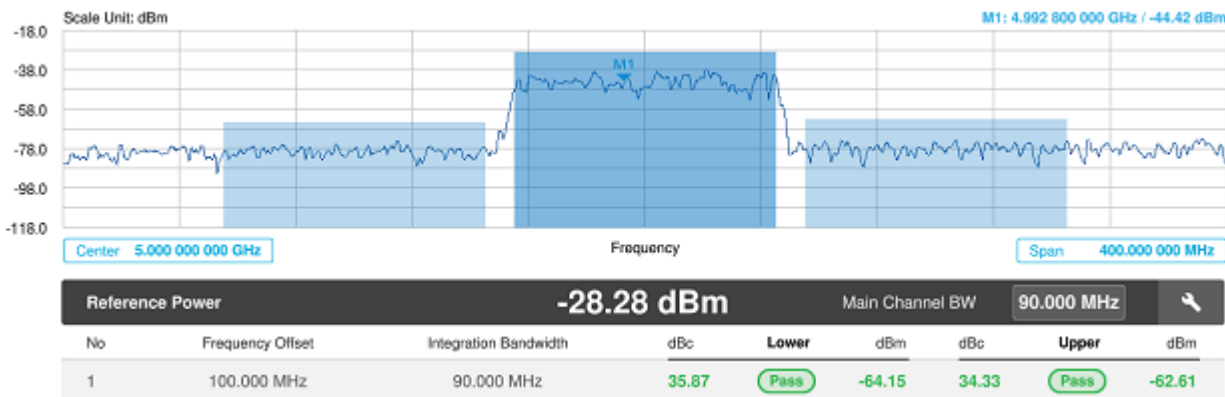 Scale Unit: dBm
M1: 4.992 800 000 GHz / -44.42 dBm
-18.0
-38.0
M1
-58.0
-78.0
-98.0
-118.0
Center 5.000 000 000 GHz
Frequency
Span 400.000 000 MHz
Reference Power -28.28 dBm Main Channel BW 90.000 MHz
No Frequency Offset Integration Bandwidth dBc Lower dBm dBc Upper dBm
1 100.000 MHz 90.000 MHz 35.87 Pass -64.15 34.33 Pass -62.61